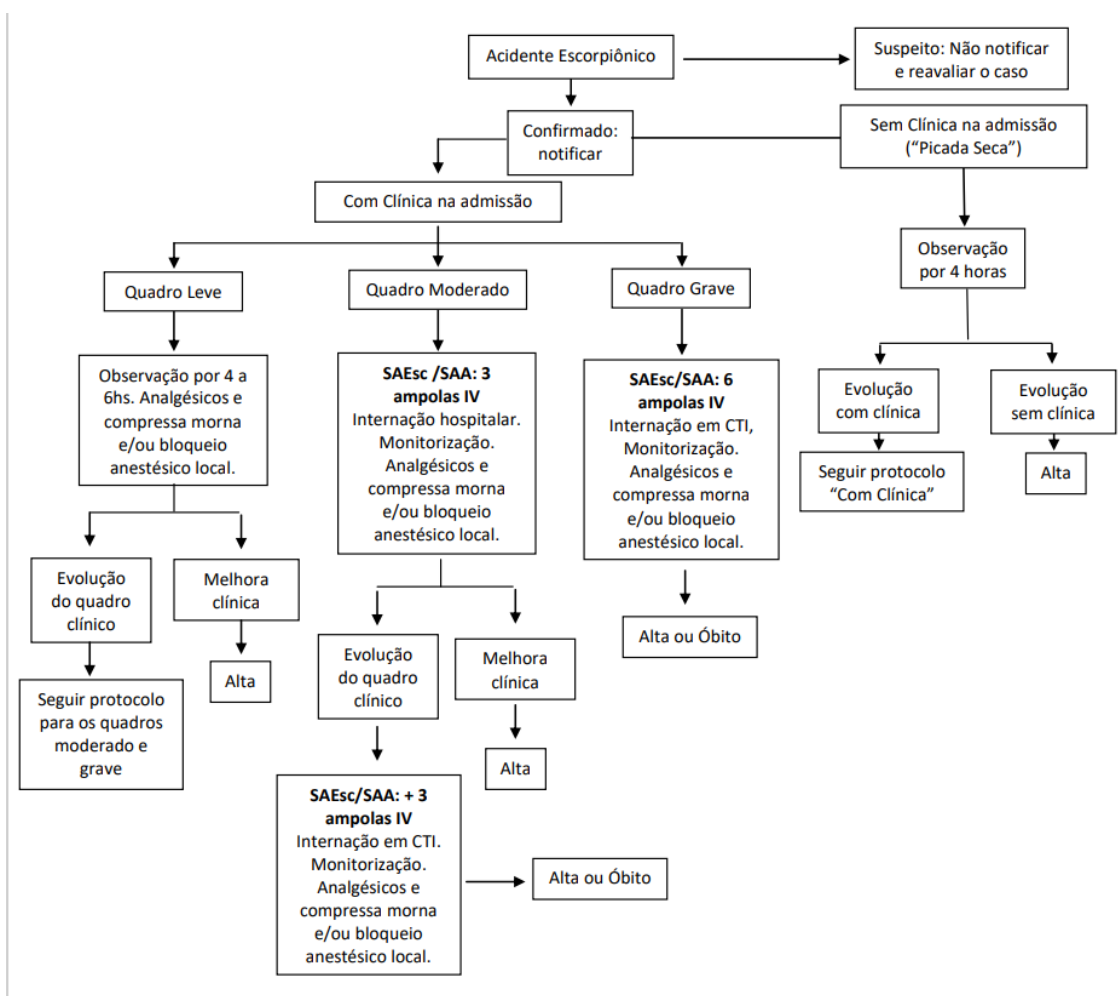 Acidente Escorpiônico
Suspeito: Não notificar
e reavaliar o caso
Confirmado:
notificar
Sem Clínica na admissão
(“Picada Seca”)
Com Clínica na admissão
Observação
por 4 horas
Quadro Leve
Quadro Moderado
Quadro Grave
Observação por 4 a
6hs. Analgésicos e
compressa morna
e/ou bloqueio
anestésico local.
SAEsc /SAA: 3
ampolas IV
Internação hospitalar.
Monitorização.
Analgésicos e
compressa morna
e/ou bloqueio
anestésico local.
SAEsc/SAA: 6
ampolas IV
Internação em CTI,
Monitorização.
Analgésicos e
compressa morna
e/ou bloqueio
anestésico local.
Evolução
com clínica
Evolução
sem clínica
Seguir protocolo
“Com Clínica”
Alta
Evolução
do quadro
clínico
Melhora
clínica
Seguir protocolo
para os quadros
moderado e
grave
Alta
Evolução
do quadro
clínico
Melhora
clínica
Alta ou Óbito
Alta
SAEsc/SAA: + 3
ampolas IV
Internação em CTI.
Monitorização.
Analgésicos e
compressa morna
e/ou bloqueio
anestésico local.
Alta ou Óbito